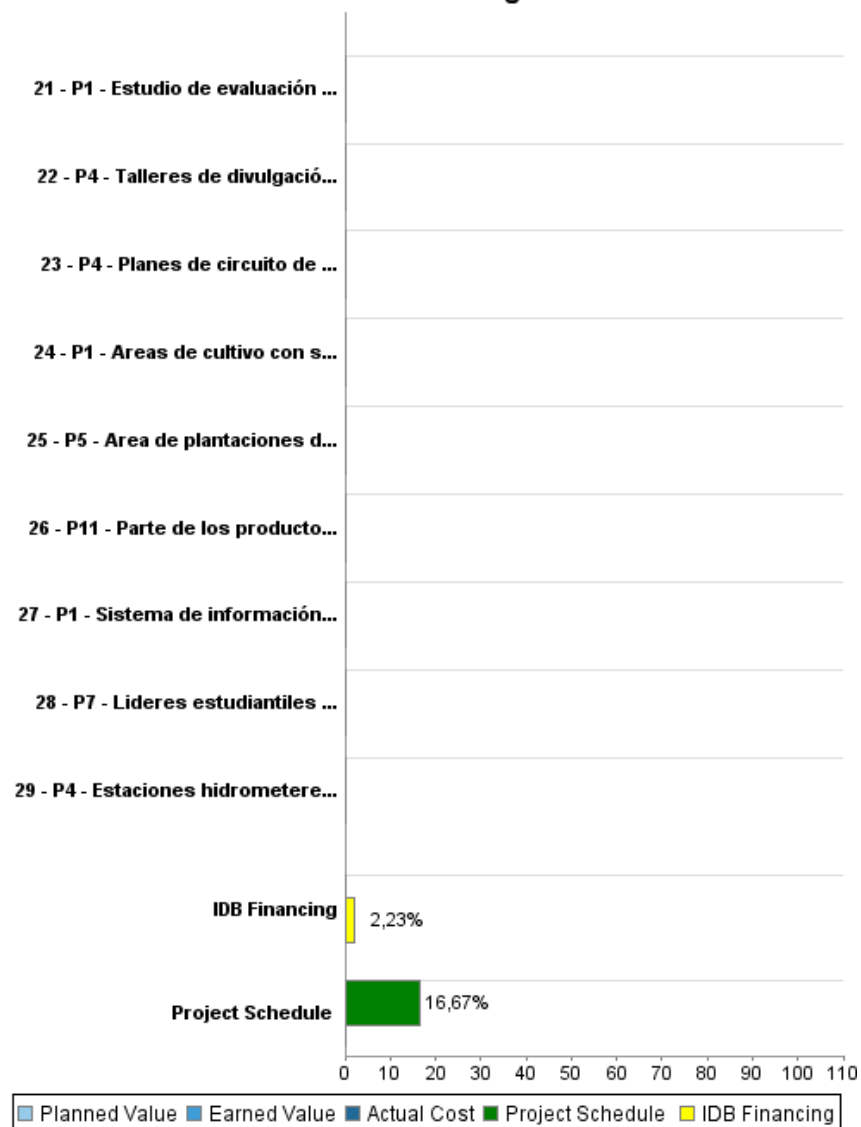 21 - P1 - Estudio de evaluación ...
22 - P4 - Talleres de divulgació...
23 - P4 - Planes de circuito de ...
24 - P1 - Areas de cultivo con s...
25 - P5 - Area de plantaciones d...
26 - P11 - Parte de los producto...
27 - P1 - Sistema de información...
28 - P7 - Lideres estudiantiles ...
29 - P4 - Estaciones hidrometere...
IDB Financing 2,23%
Project Schedule 16,67%
0 10 20 30 40 50 60 70 80 90 100 110
Planned Value Earned Value Actual Cost Project Schedule IDB Financing